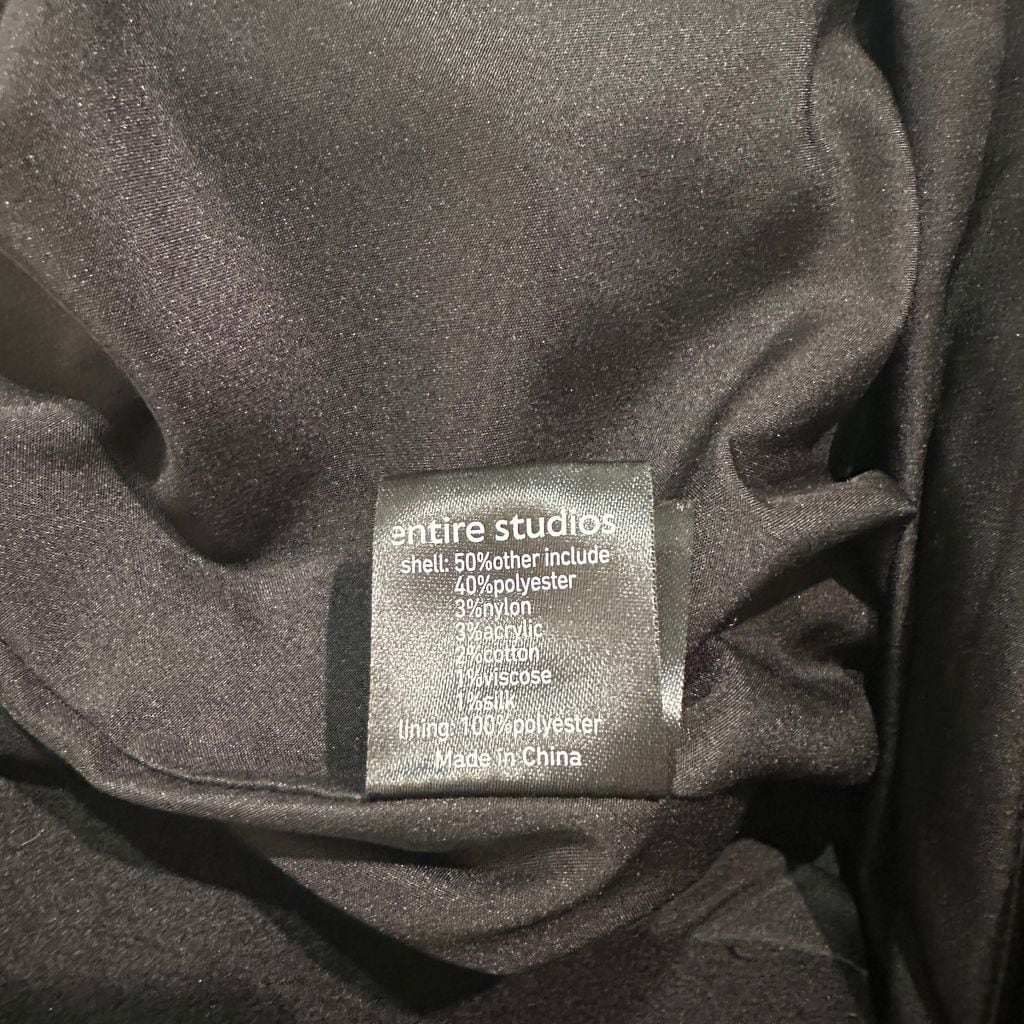 entire studios
shell: 50%other include
40%polyester
3%nylon
3%acrylic
2%cotton
1%viscose
1%silk
lining: 100%polyester
Made in China